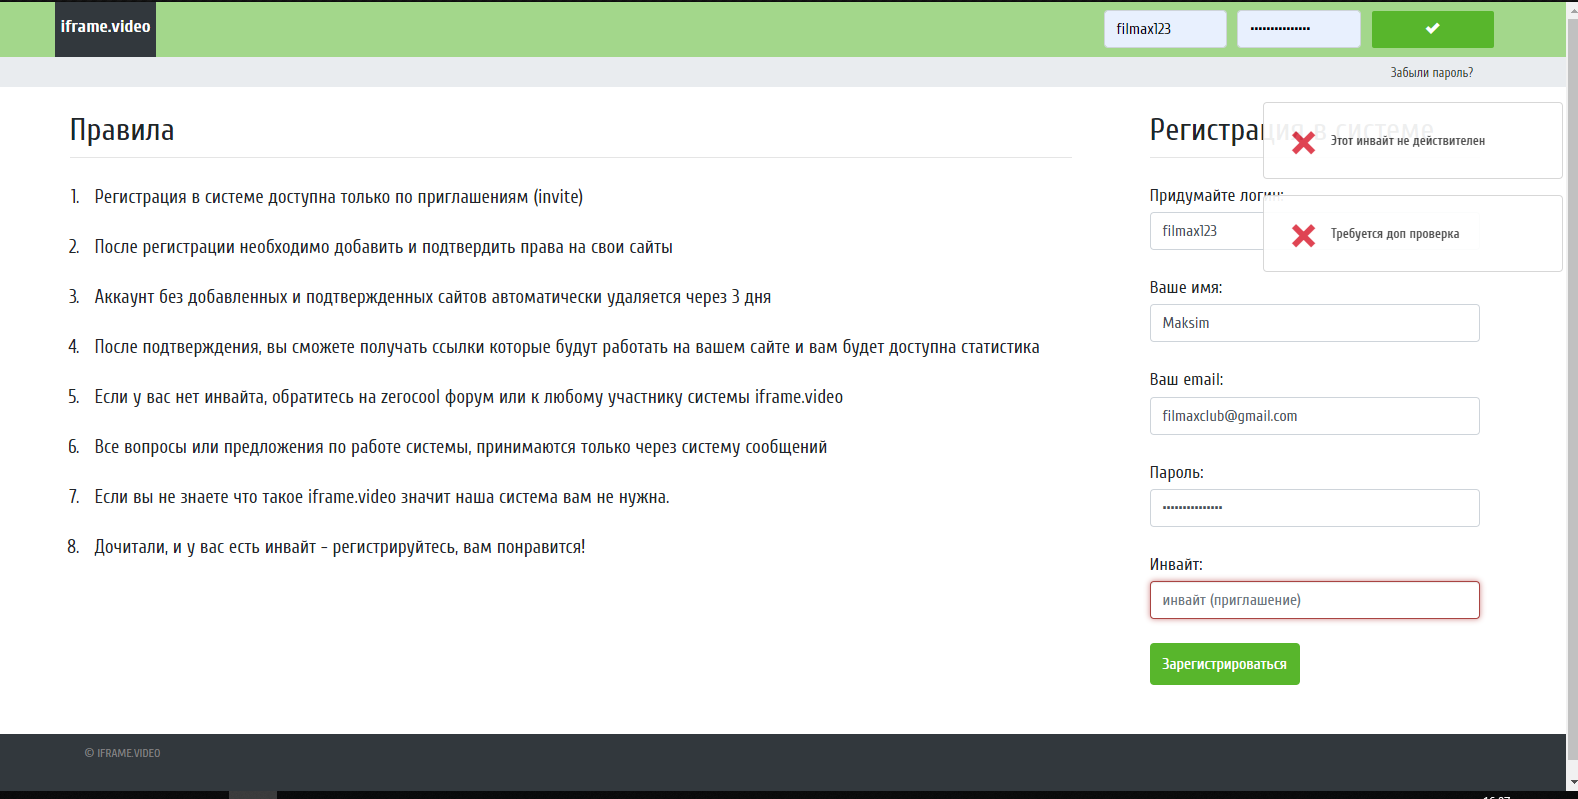 iframe.video
filmax123
•••••••••••••••
Забыли пароль?
Правила
1. Регистрация в системе доступна только по приглашениям (invite)
2. После регистрации необходимо добавить и подтвердить права на свои сайты
3. Аккаунт без добавленных и подтвержденных сайтов автоматически удаляется через 3 дня
4. После подтверждения, вы сможете получать ссылки которые будут работать на вашем сайте и вам будет доступна статистика
5. Если у вас нет инвайта, обратитесь на zerocool форум или к любому участнику системы iframe.video
6. Все вопросы или предложения по работе системы, принимаются только через систему сообщений
7. Если вы не знаете что такое iframe.video значит наша система вам не нужна.
8. Дочитали, и у вас есть инвайт - регистрируйтесь, вам понравится!
Регистрация в системе
Этот инвайт не действителен
Требуется доп проверка
Придумайте логин:
filmax123
Ваше имя:
Maksim
Ваш email:
filmaxclub@gmail.com
Пароль:
•••••••••••••••
Инвайт:
инвайт (приглашение)
Зарегистрироваться
© IFRAME.VIDEO